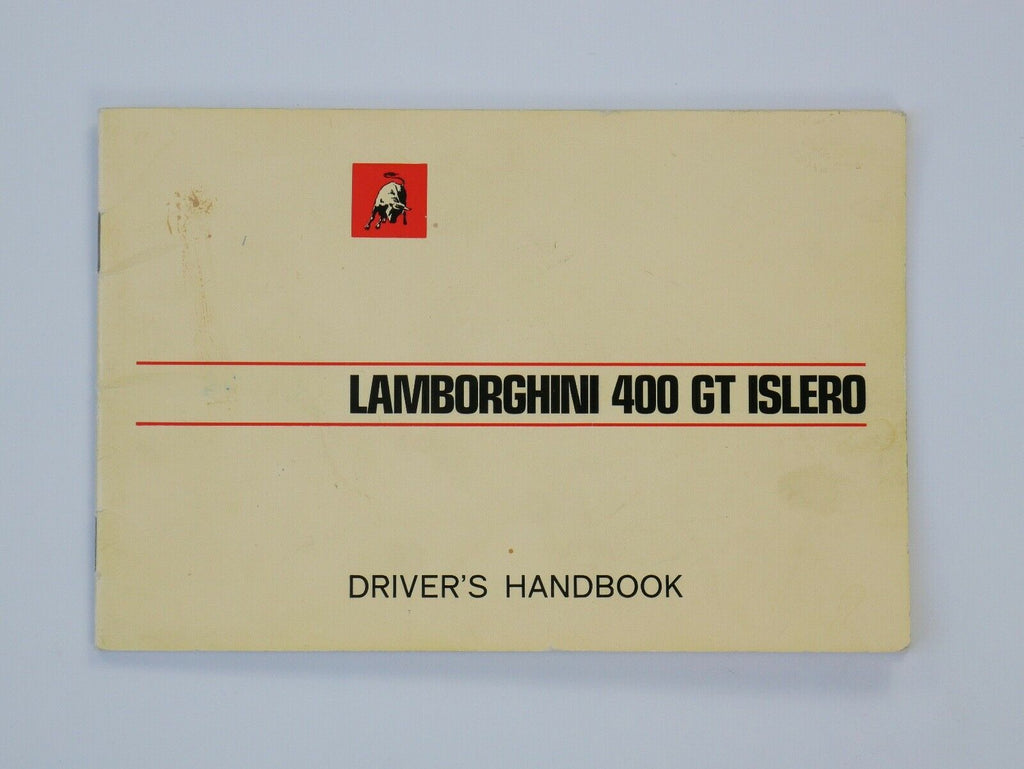 LAMBORGHINI 400 GT ISLERO
DRIVER'S HANDBOOK